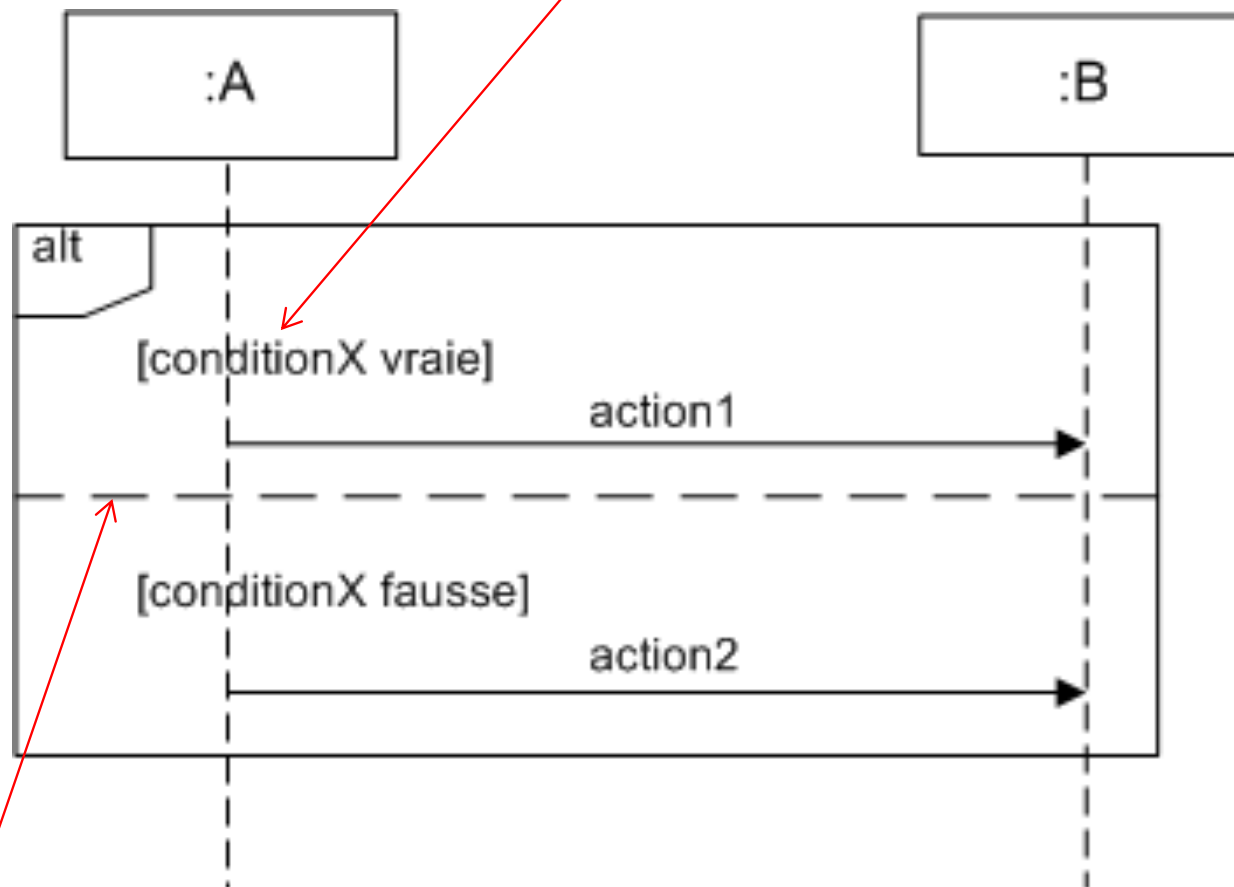 :A
:B
alt
[conditionX vraie]
action1
[conditionX fausse]
action2